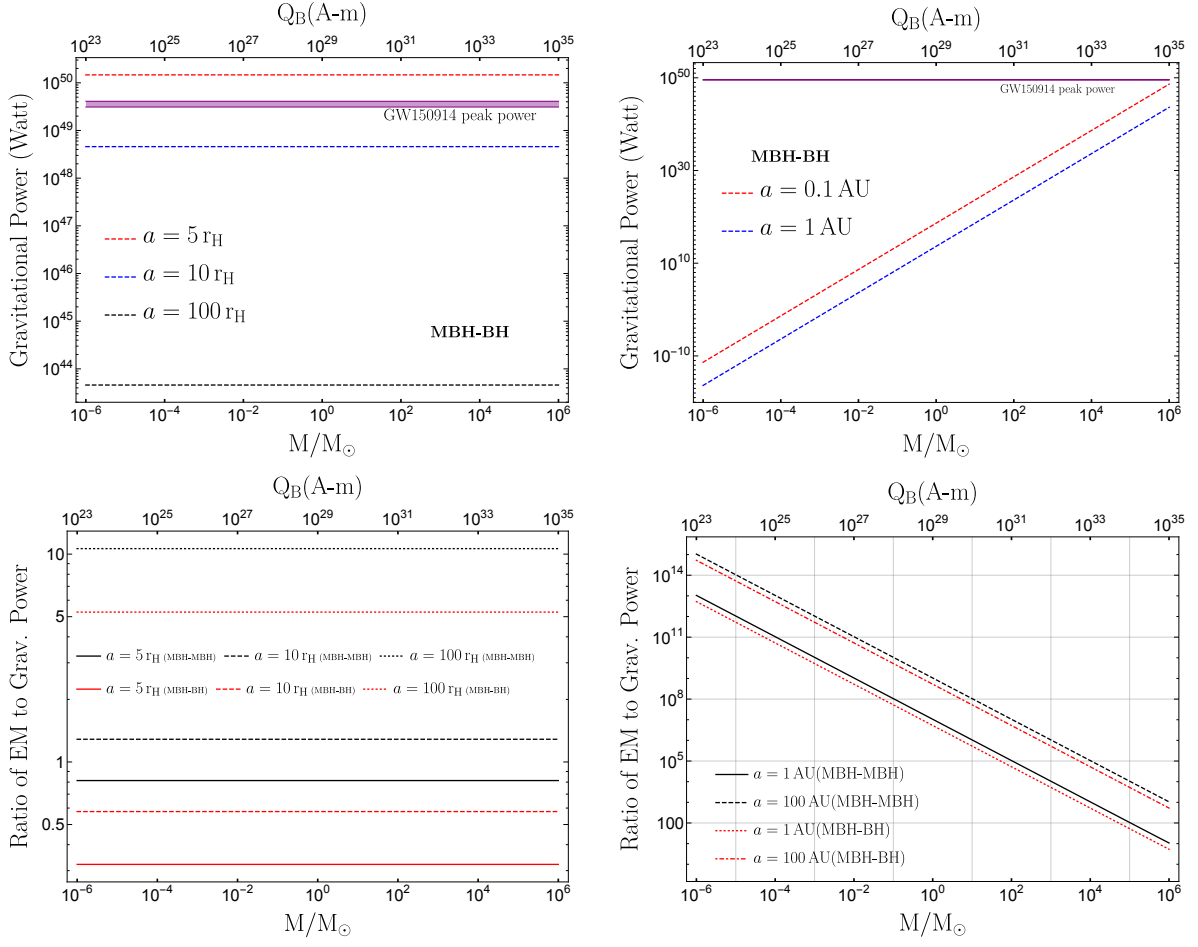 Q_B(A-m)
10^23 10^25 10^27 10^29 10^31 10^33 10^35
Gravitational Power (Watt)
10^50
10^49
10^48
10^47
10^46
10^45
10^44
GW150914 peak power
a = 5 r_H
a = 10 r_H
a = 100 r_H
MBH-BH
10^-6 10^-4 10^-2 10^0 10^2 10^4 10^6
M/M_⊙
Q_B(A-m)
10^23 10^25 10^27 10^29 10^31 10^33 10^35
Gravitational Power (Watt)
10^50
10^30
10^10
10^-10
GW150914 peak power
MBH-BH
a = 0.1 AU
a = 1 AU
10^-6 10^-4 10^-2 10^0 10^2 10^4 10^6
M/M_⊙
Q_B(A-m)
10^23 10^25 10^27 10^29 10^31 10^33 10^35
Ratio of EM to Grav. Power
10
5
1
0.5
a = 5 r_H (MBH-MBH) a = 10 r_H (MBH-MBH) a = 100 r_H (MBH-MBH)
a = 5 r_H (MBH-BH) a = 10 r_H (MBH-BH) a = 100 r_H (MBH-BH)
10^-6 10^-4 10^-2 10^0 10^2 10^4 10^6
M/M_⊙
Q_B(A-m)
10^23 10^25 10^27 10^29 10^31 10^33 10^35
Ratio of EM to Grav. Power
10^14
10^11
10^8
10^5
100
a = 1 AU(MBH-MBH)
a = 100 AU(MBH-MBH)
a = 1 AU(MBH-BH)
a = 100 AU(MBH-BH)
10^-6 10^-4 10^-2 10^0 10^2 10^4 10^6
M/M_⊙